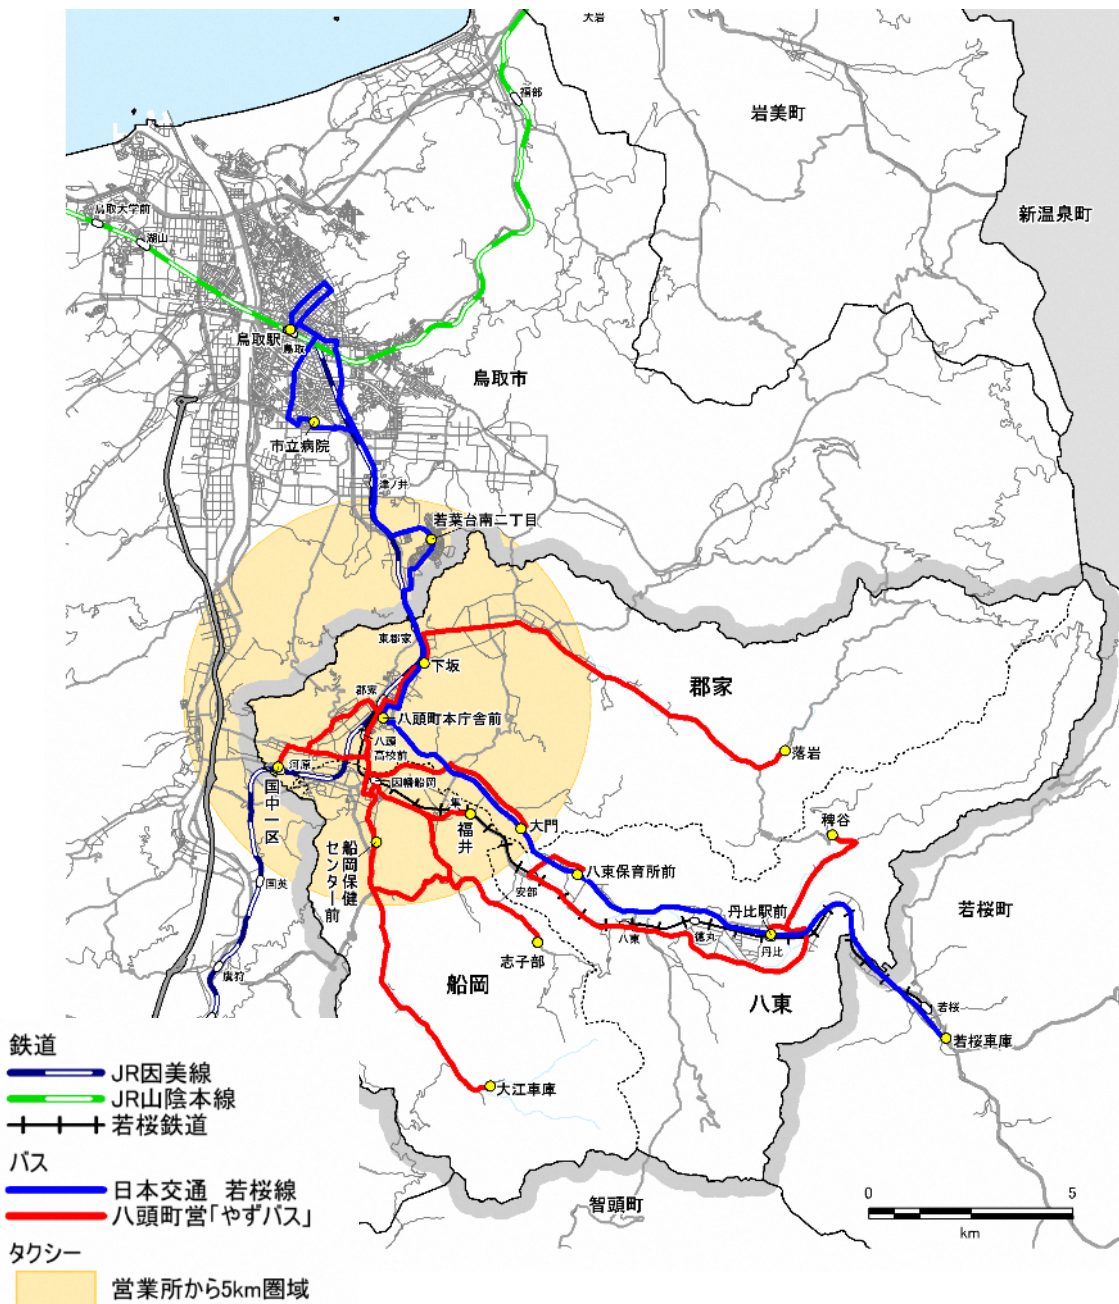 大岩
福部
岩美町
新温泉町
鳥取大学前
湖山
鳥取駅
鳥取
鳥取市
市立病院
津ノ井
若葉台南二丁目
東郡家
下坂
郡家
郡家
八頭町本庁舎前
八頭
高校前
落岩
河原
国中一区
因幡船岡
隼
福井
大門
稗谷
船岡保健
センター前
八東保育所前
安部
国英
若桜町
丹比駅前
八東
徳丸
丹比
志子部
鷹狩
船岡
八東
若桜
若桜車庫
大江車庫
智頭町
0
5
km
鉄道
JR因美線
JR山陰本線
若桜鉄道
バス
日本交通　若桜線
八頭町営「やずバス」
タクシー
営業所から5km圏域